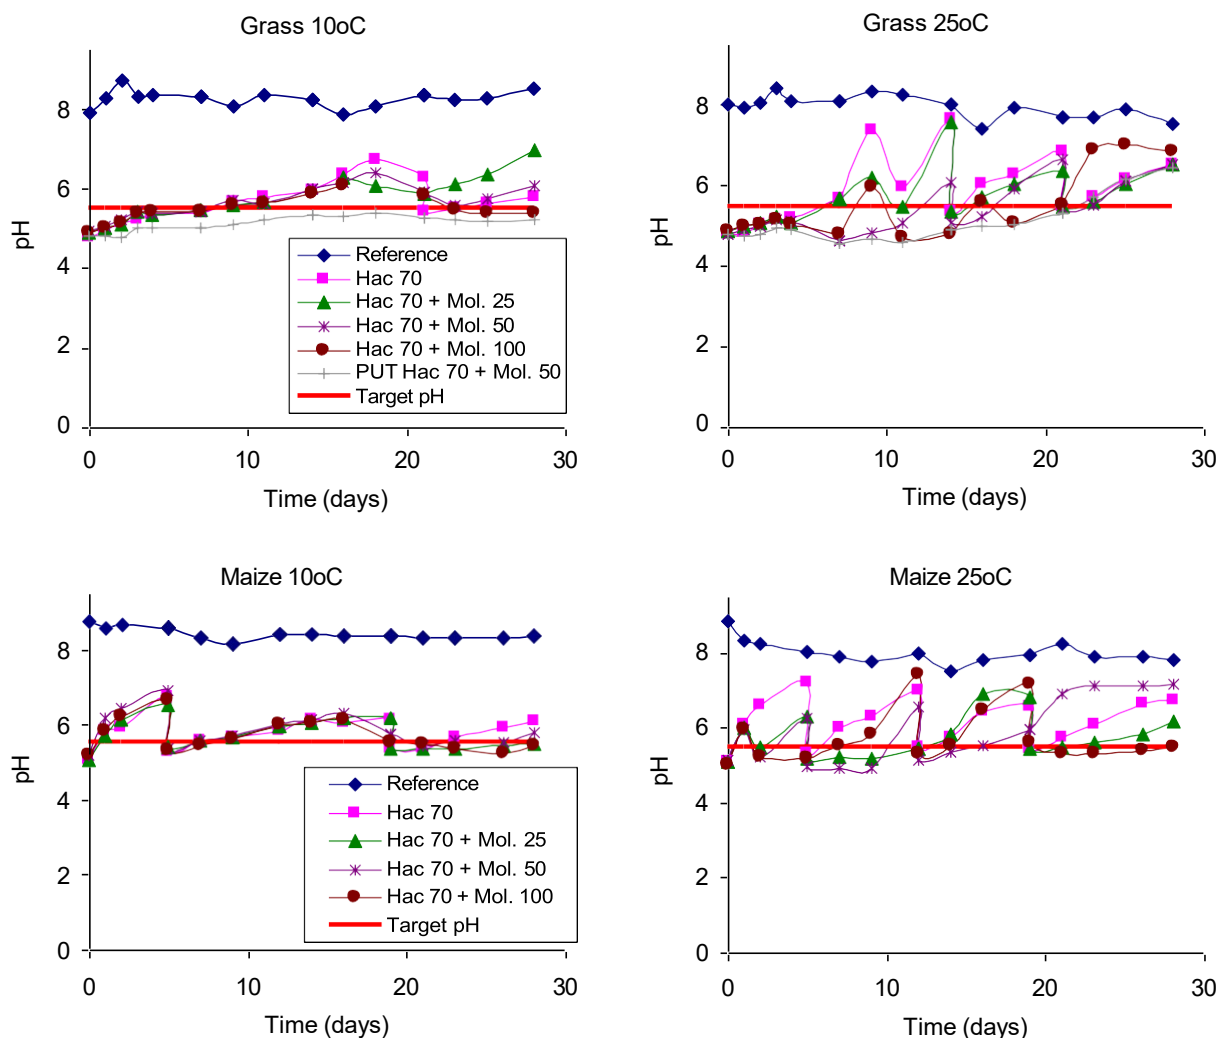 Grass 10oC
8
6
4
2
0
pH
0 10 20 30
Time (days)
Reference
Hac 70
Hac 70 + Mol. 25
Hac 70 + Mol. 50
Hac 70 + Mol. 100
PUT Hac 70 + Mol. 50
Target pH
Grass 25oC
8
6
4
2
0
pH
0 10 20 30
Time (days)
Maize 10oC
8
6
4
2
0
pH
0 10 20 30
Time (days)
Reference
Hac 70
Hac 70 + Mol. 25
Hac 70 + Mol. 50
Hac 70 + Mol. 100
Target pH
Maize 25oC
8
6
4
2
0
pH
0 10 20 30
Time (days)